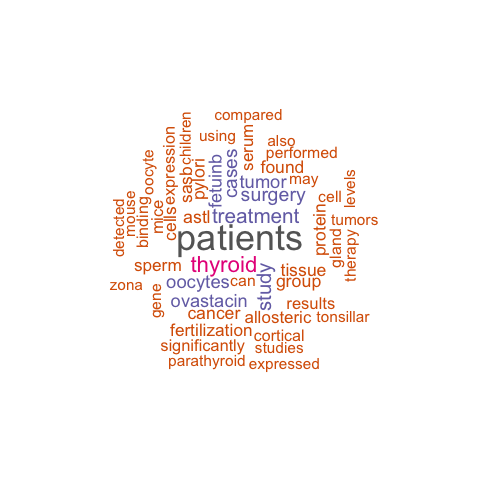 compared
using
also
children
serum
performed
expression
oocyte
sasb
pylori
fetuinb
cases
found
tumor
may
surgery
cell
levels
mouse
mice
binding
detected
cells
astl
treatment
protein
tumors
patients
gland
therapy
sperm
thyroid
tissue
zona
oocytes
can
study
group
gene
ovastacin
results
cancer
allosteric
tonsillar
fertilization
cortical
significantly
studies
parathyroid
expressed